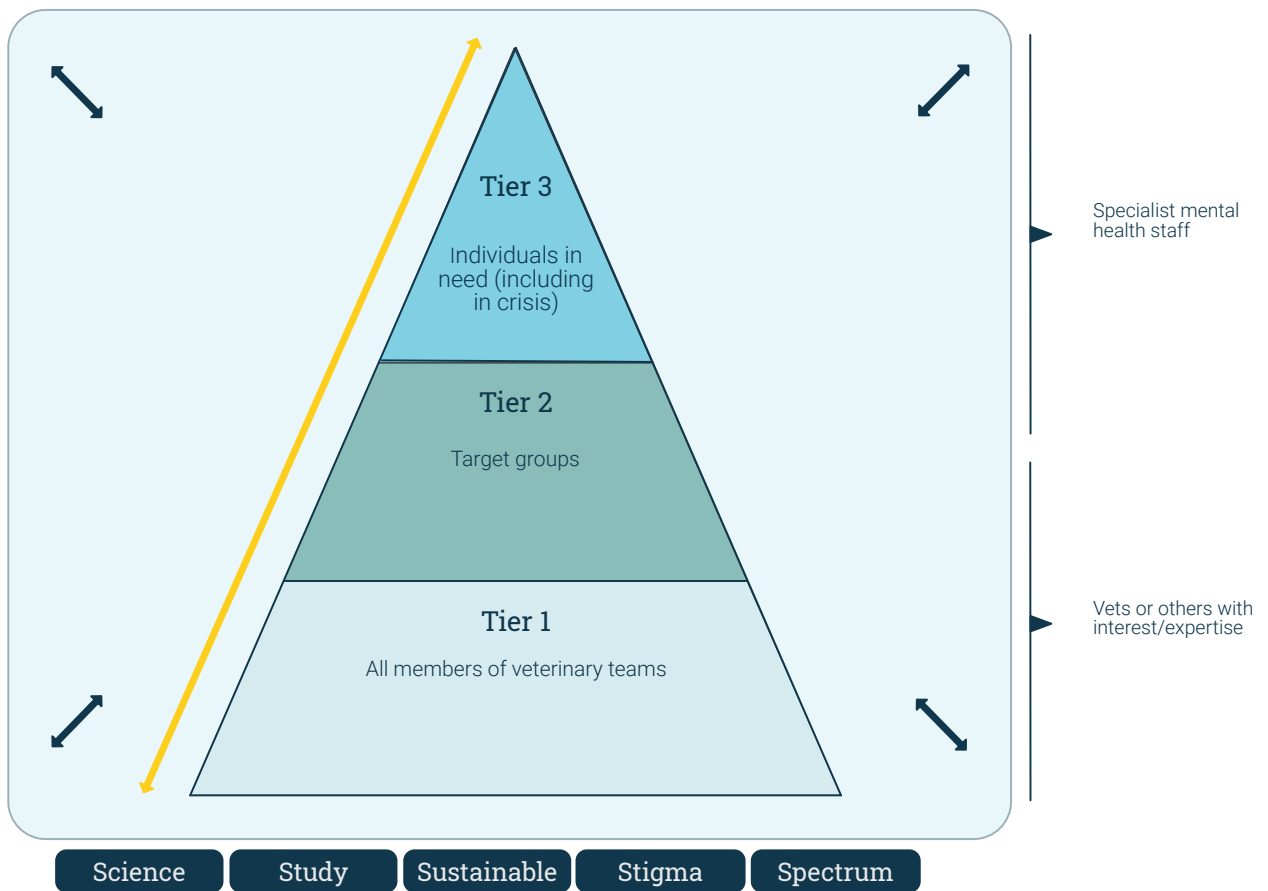 Tier 3
Individuals in
need (including
in crisis)
Specialist mental
health staff
Tier 2
Target groups
Tier 1
All members of veterinary teams
Vets or others with
interest/expertise
Science
Study
Sustainable
Stigma
Spectrum